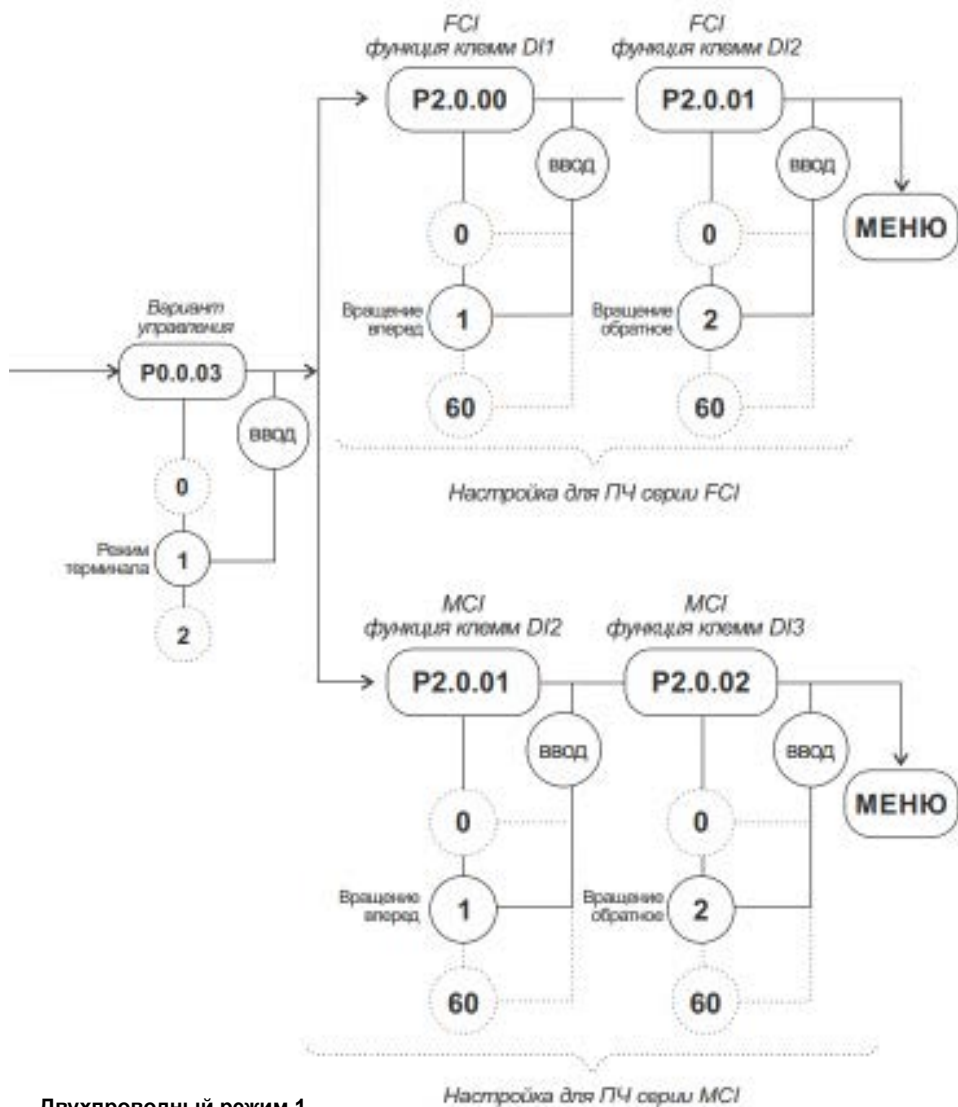 FCI
функция клемм DI1
FCI
функция клемм DI2
P2.0.00
P2.0.01
ВВОД
ВВОД
МЕНЮ
0
0
Вращение
вперед
1
Вращение
обратное
2
60
60
Настройка для ПЧ серии FCI
Вариант
управления
P0.0.03
ВВОД
0
Режим
терминала
1
2
MCI
функция клемм DI2
MCI
функция клемм DI3
P2.0.01
P2.0.02
ВВОД
ВВОД
МЕНЮ
0
0
Вращение
вперед
1
Вращение
обратное
2
60
60
Настройка для ПЧ серии MCI
Двухпроводный режим 1